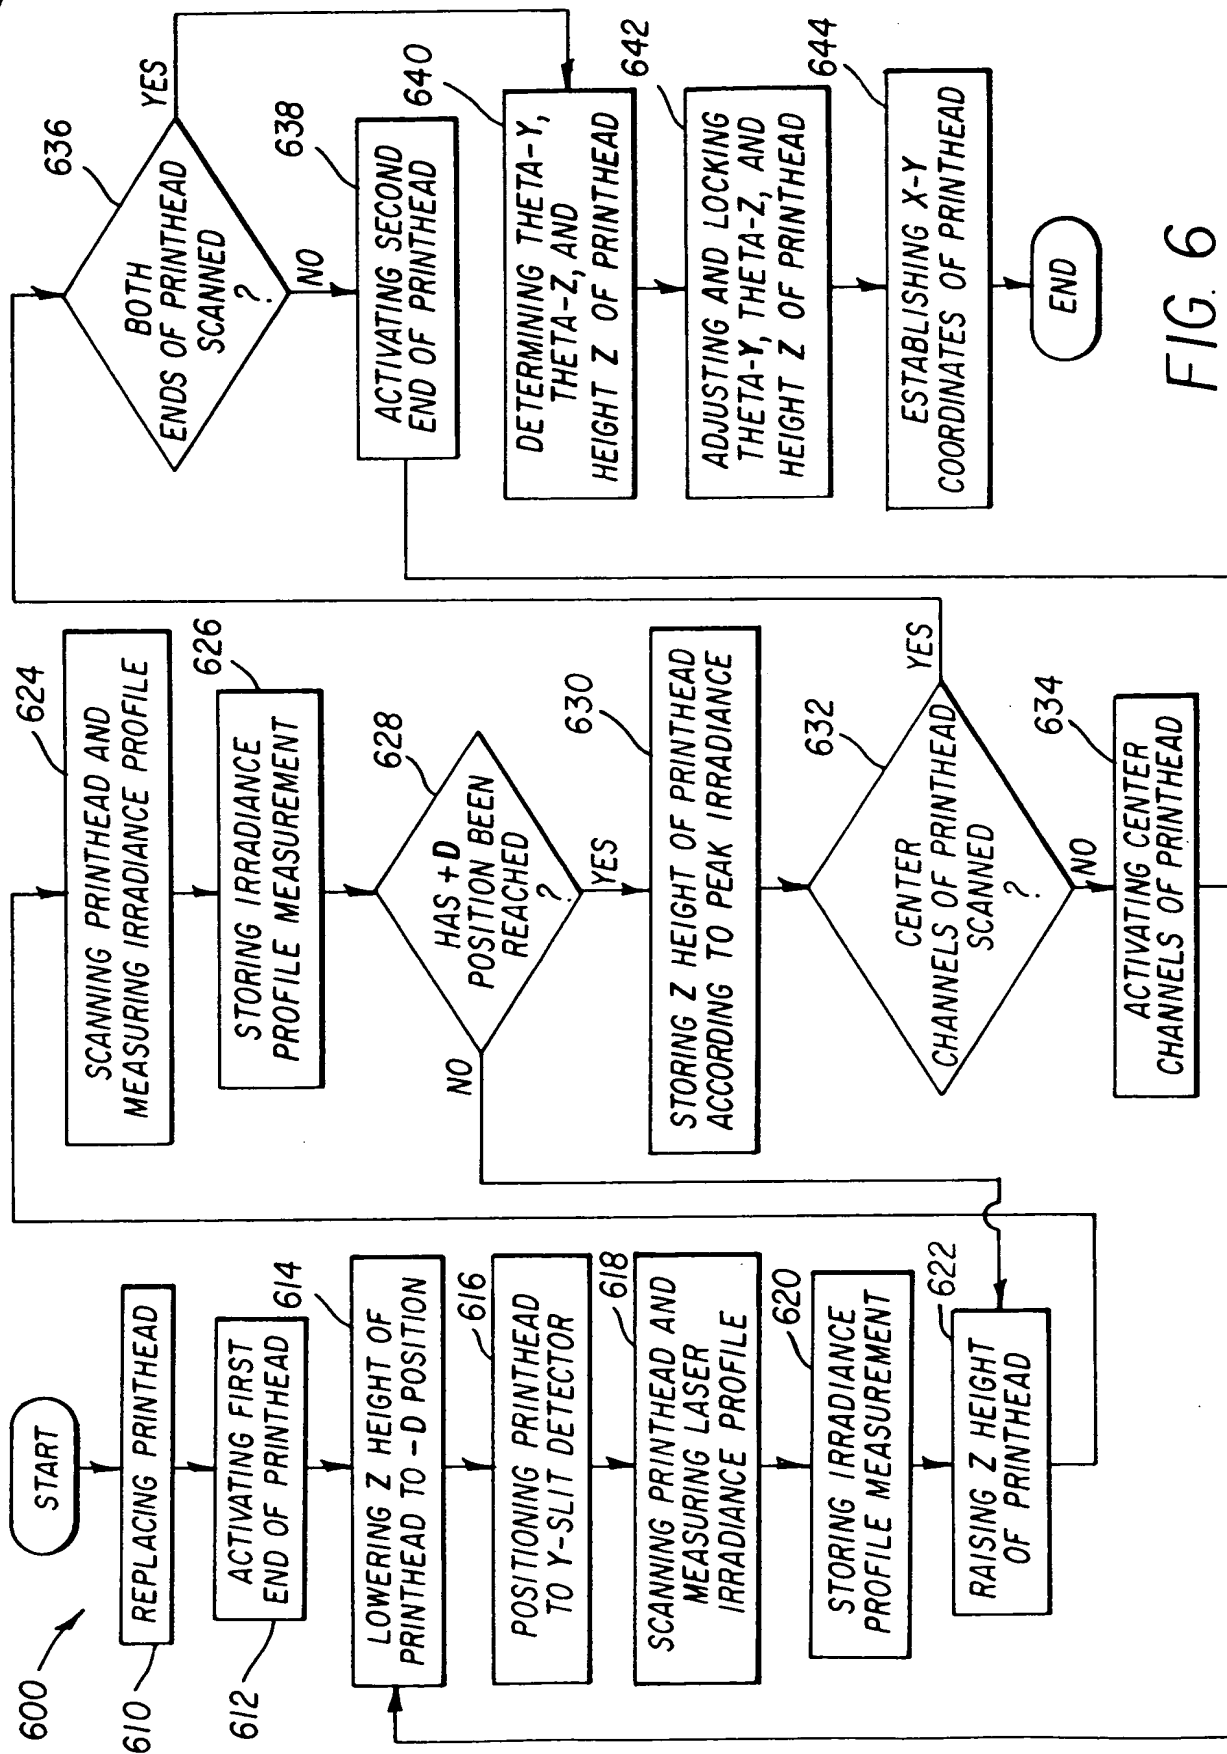 600
START
610
REPLACING PRINTHEAD
612
ACTIVATING FIRST
END OF PRINTHEAD
614
LOWERING Z HEIGHT OF
PRINTHEAD TO -D POSITION
616
POSITIONING PRINTHEAD
TO Y-SLIT DETECTOR
618
SCANNING PRINTHEAD AND
MEASURING LASER
IRRADIANCE PROFILE
620
STORING IRRADIANCE
PROFILE MEASUREMENT
622
RAISING Z HEIGHT
OF PRINTHEAD
624
SCANNING PRINTHEAD AND
MEASURING IRRADIANCE PROFILE
626
STORING IRRADIANCE
PROFILE MEASUREMENT
628
HAS +D
POSITION BEEN
REACHED
?
NO
YES
630
STORING Z HEIGHT OF PRINTHEAD
ACCORDING TO PEAK IRRADIANCE
632
CENTER
CHANNELS OF PRINTHEAD
SCANNED
?
YES
NO
634
ACTIVATING CENTER
CHANNELS OF PRINTHEAD
636
BOTH
ENDS OF PRINTHEAD
SCANNED
?
YES
NO
638
ACTIVATING SECOND
END OF PRINTHEAD
640
DETERMINING THETA-Y,
THETA-Z, AND
HEIGHT Z OF PRINTHEAD
642
ADJUSTING AND LOCKING
THETA-Y, THETA-Z, AND
HEIGHT Z OF PRINTHEAD
644
ESTABLISHING X-Y
COORDINATES OF PRINTHEAD
END
FIG. 6